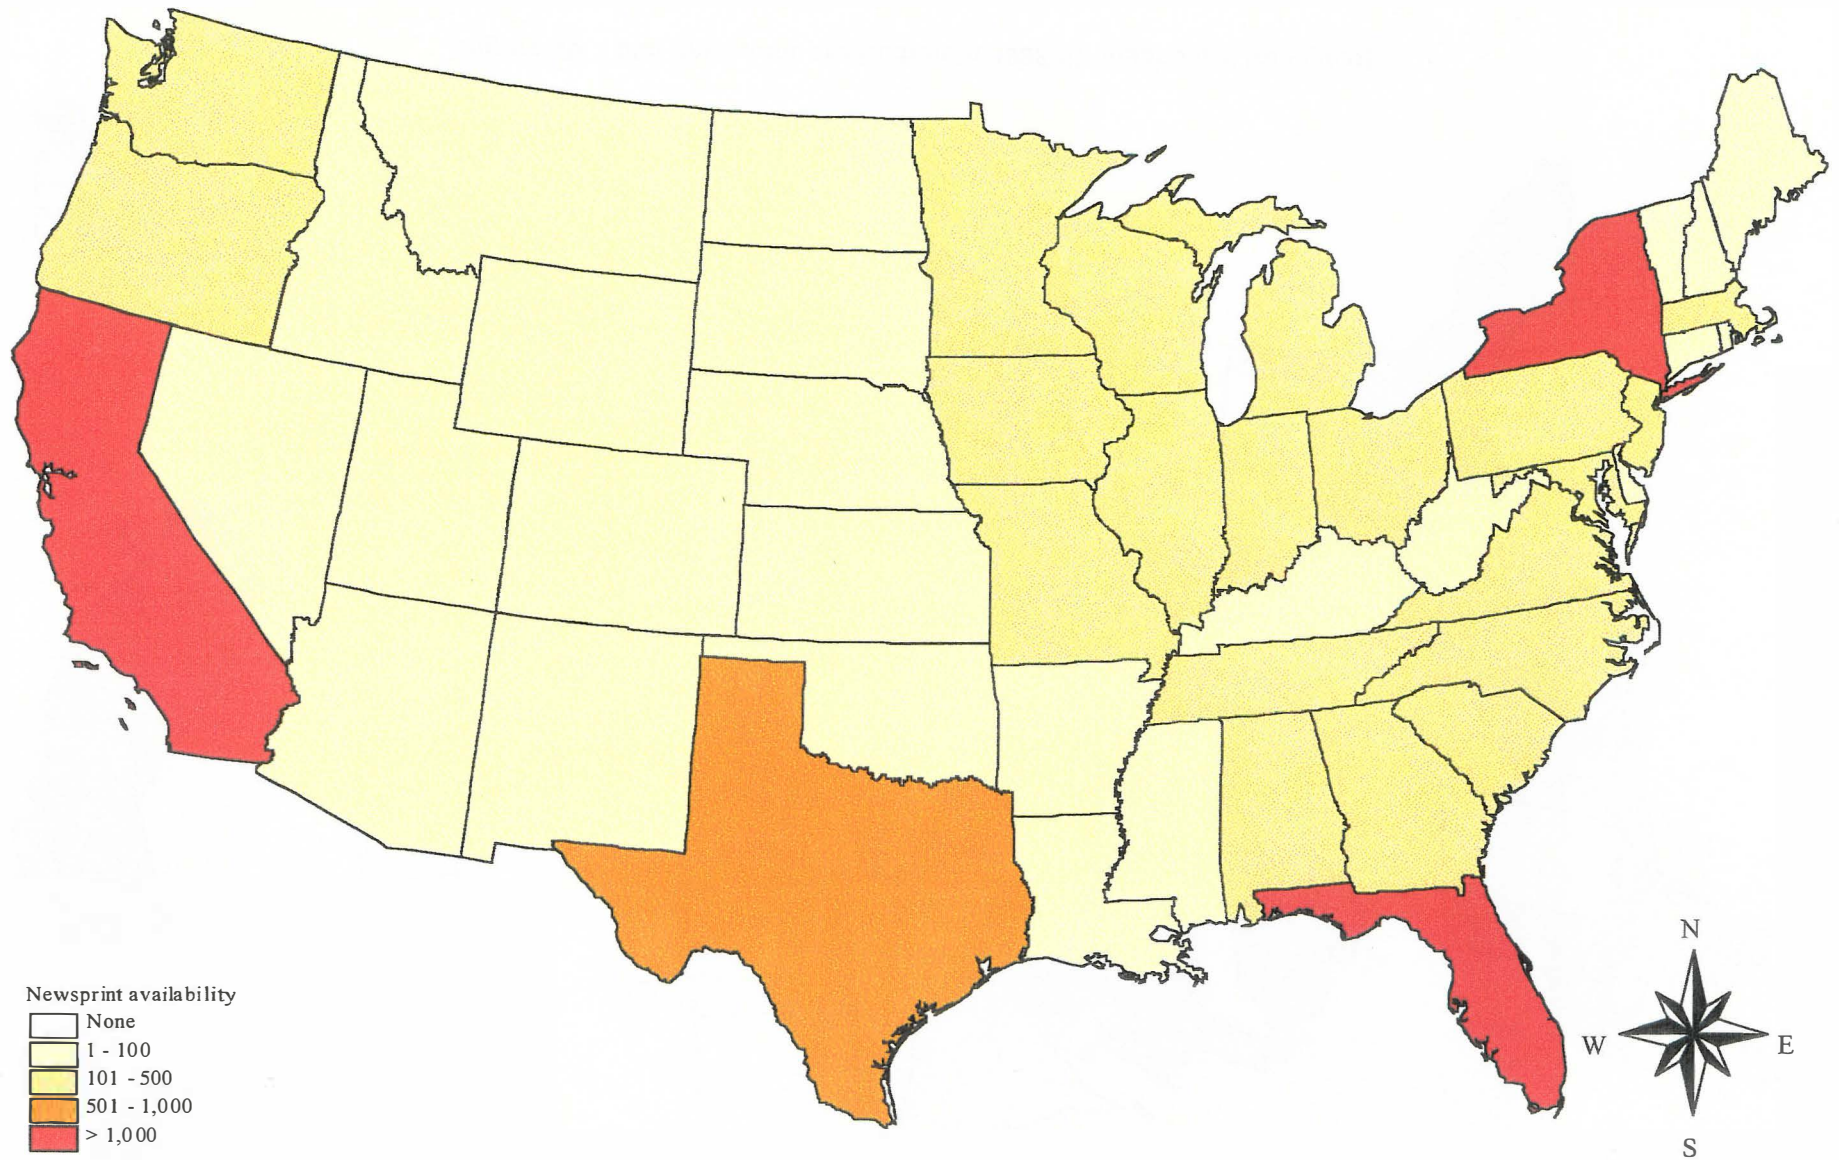 N
W
E
S
Newsprint availability
None
1 - 100
101 - 500
501 - 1,000
> 1,000